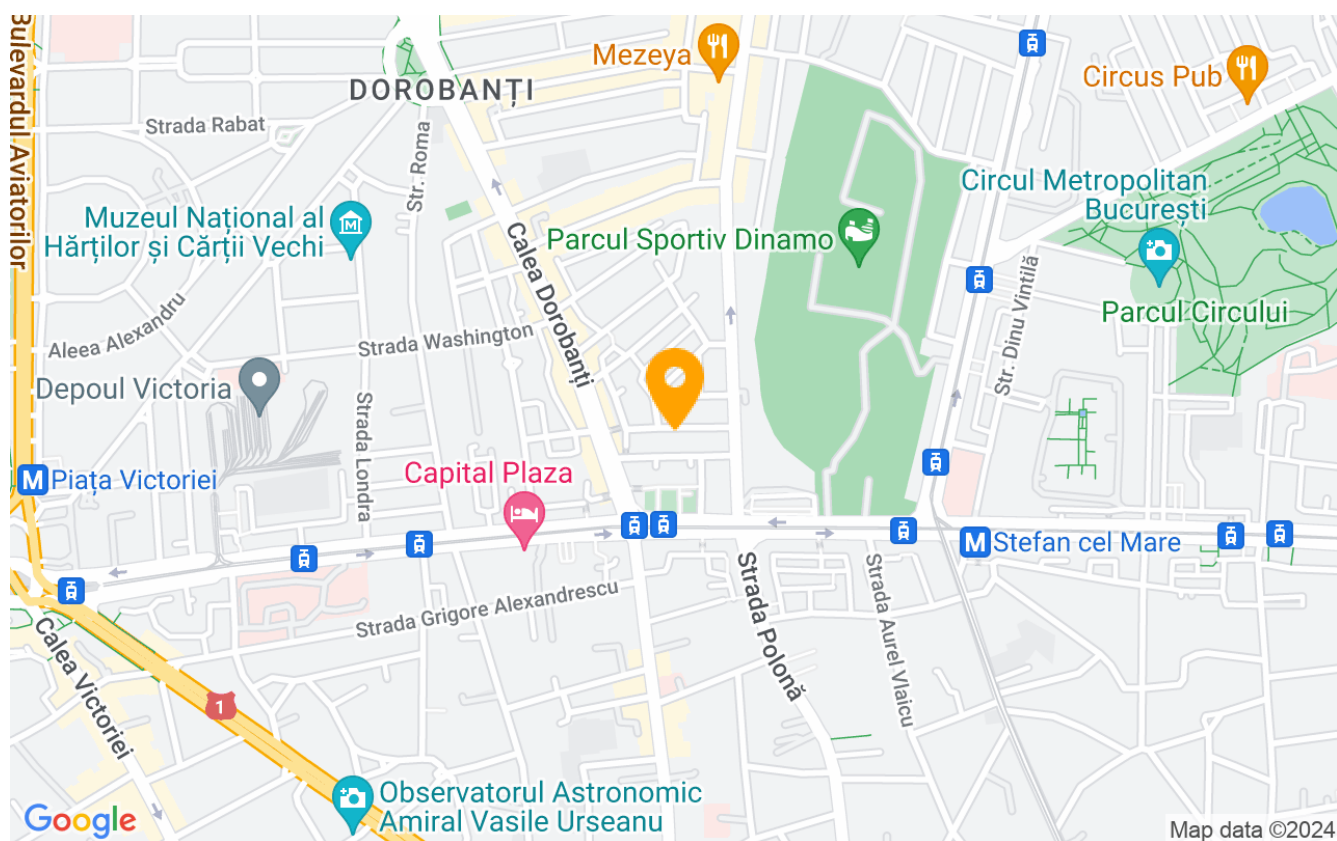 Bulevardul Aviatorilor
Mezeya
Circus Pub
DOROBANȚI
Strada Rabat
Str. Roma
Circul Metropolitan
București
Muzeul Național al
Hărților și Cărții Vechi
Parcul Sportiv Dinamo
Calea Dorobanți
Str. Dinu Vintilă
Parcul Circului
Aleea Alexandru
Strada Washington
Depoul Victoria
Strada Londra
Capital Plaza
M Piața Victoriei
M Stefan cel Mare
Strada Grigore Alexandrescu
Strada Polonă
Strada Aurel Vlaicu
Calea Victoriei
1
Observatorul Astronomic
Amiral Vasile Urseanu
Google
Map data ©2024